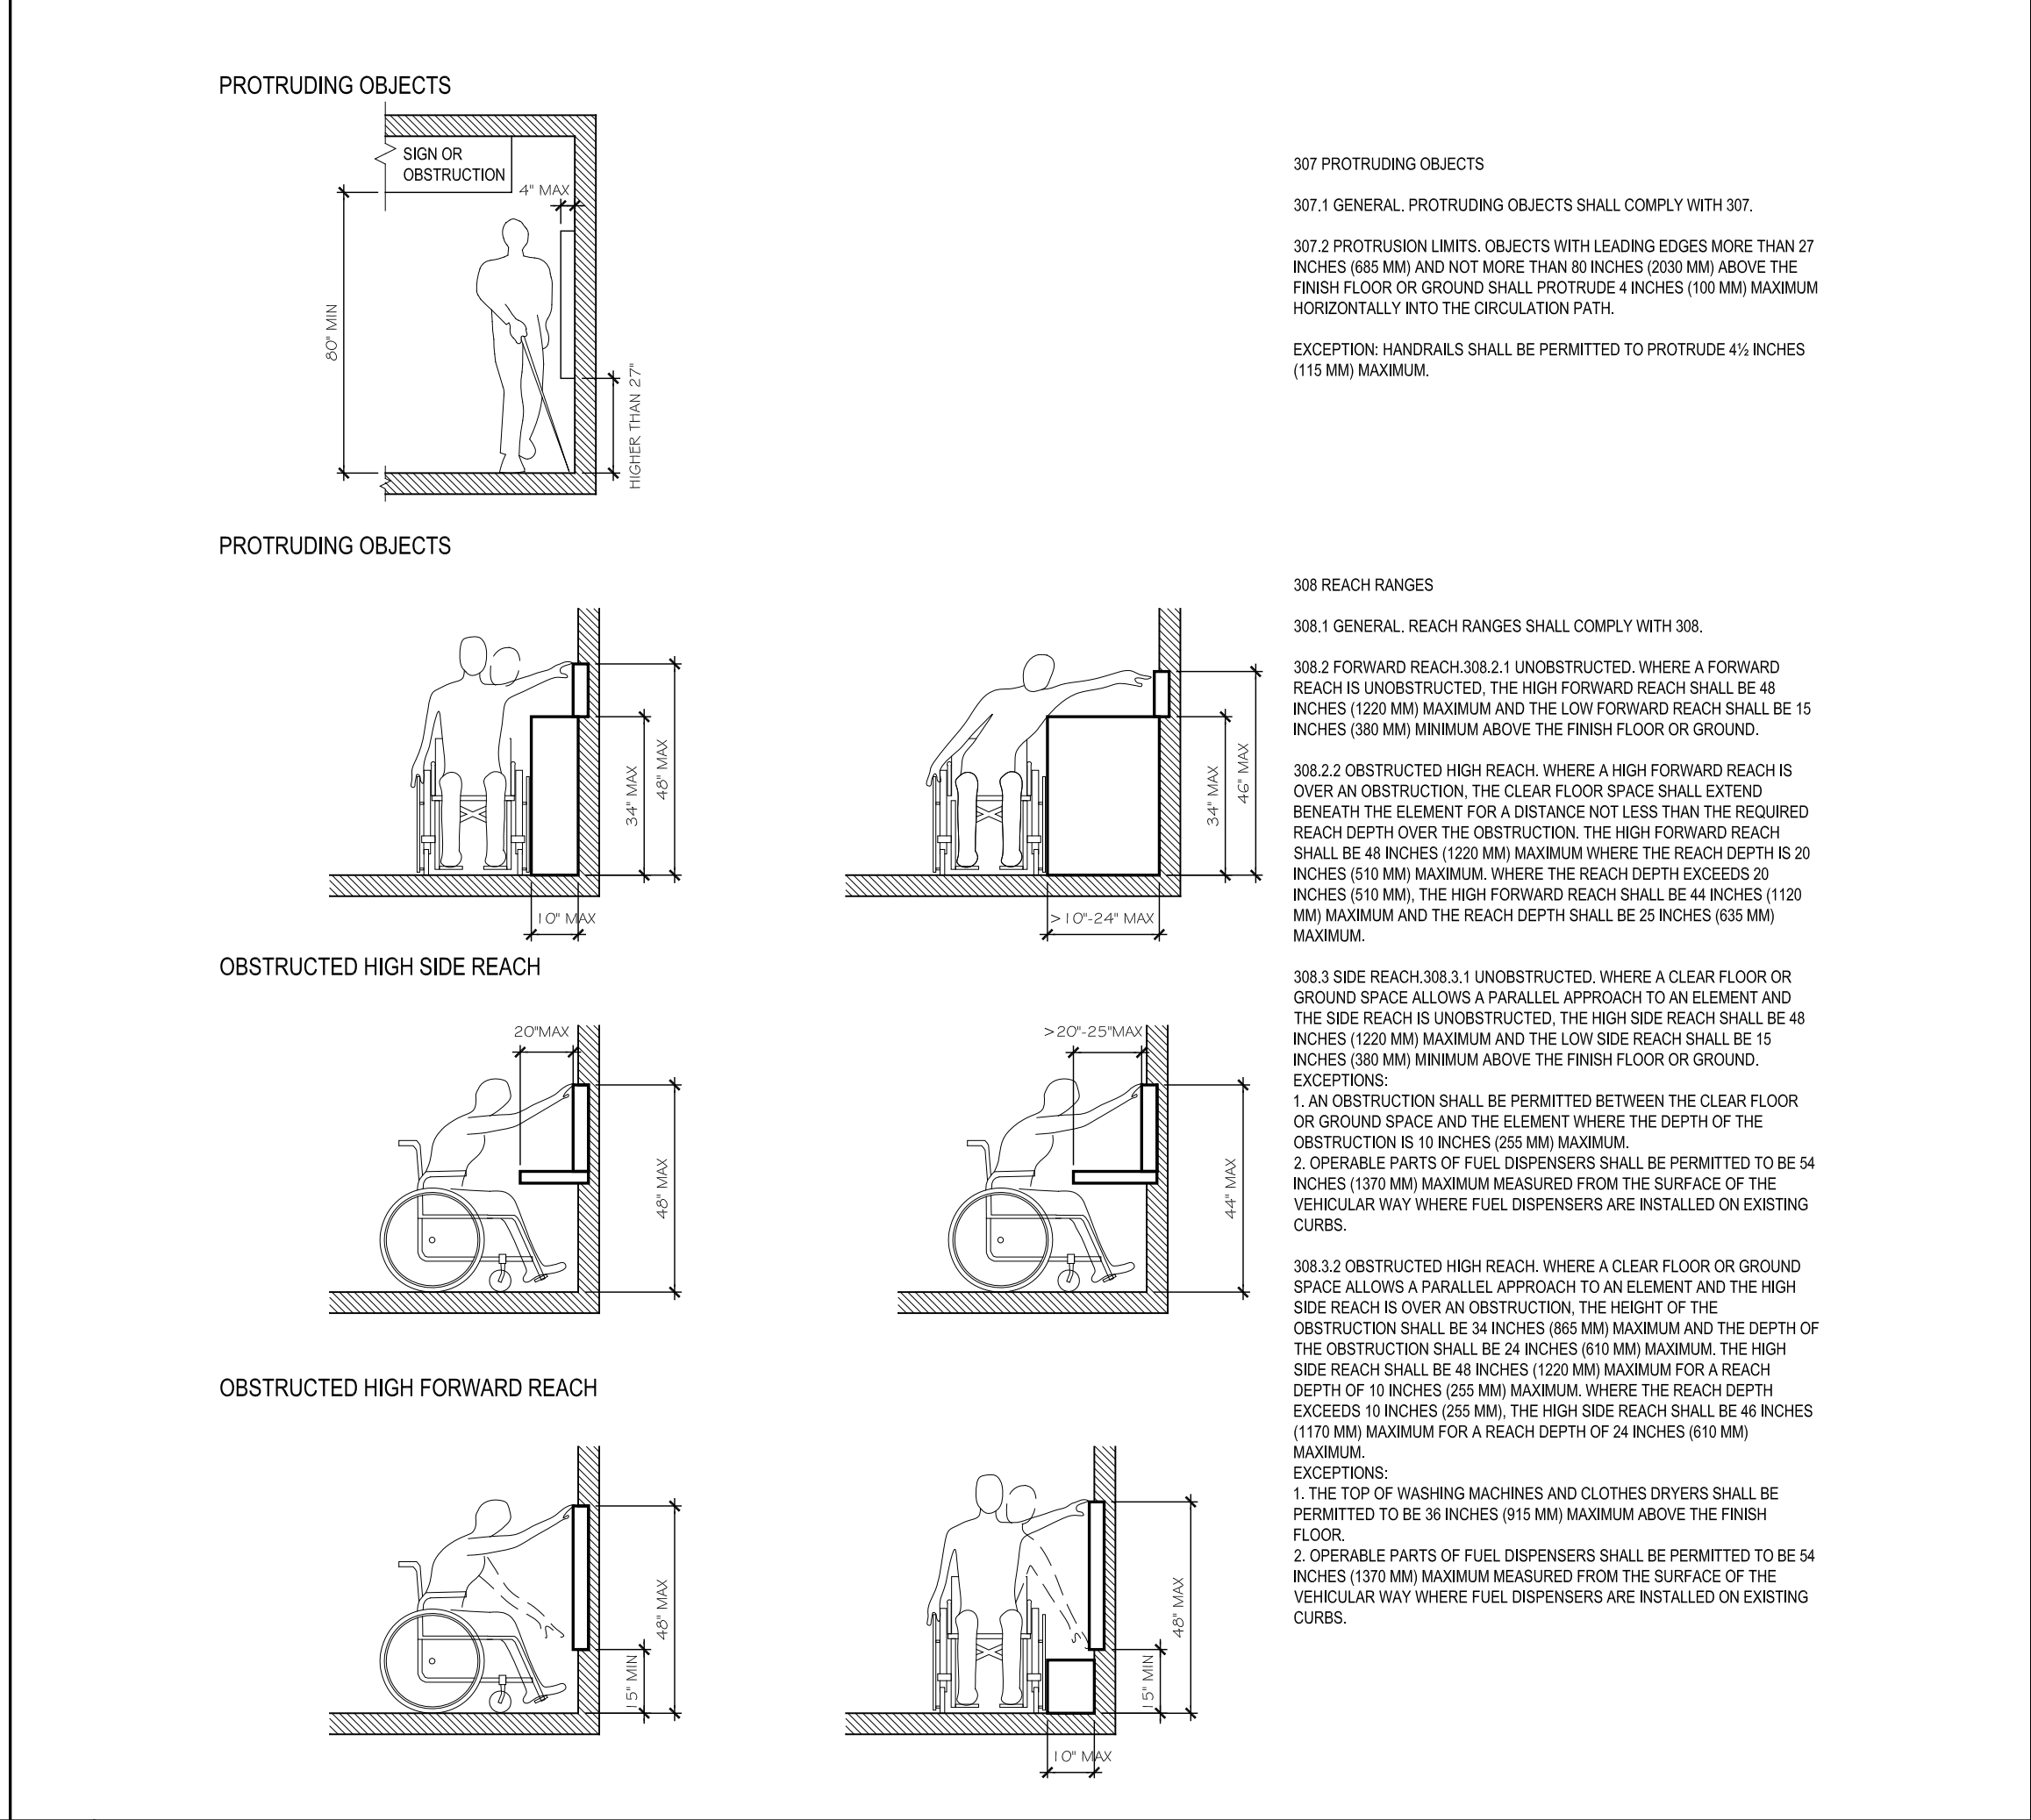 PROTRUDING OBJECTS
SIGN OR
OBSTRUCTION
4" MAX
80" MIN
HIGHER THAN 27"
307 PROTRUDING OBJECTS
307.1 GENERAL. PROTRUDING OBJECTS SHALL COMPLY WITH 307.
307.2 PROTRUSION LIMITS. OBJECTS WITH LEADING EDGES MORE THAN 27
INCHES (685 MM) AND NOT MORE THAN 80 INCHES (2030 MM) ABOVE THE
FINISH FLOOR OR GROUND SHALL PROTRUDE 4 INCHES (100 MM) MAXIMUM
HORIZONTALLY INTO THE CIRCULATION PATH.
EXCEPTION: HANDRAILS SHALL BE PERMITTED TO PROTRUDE 4½ INCHES
(115 MM) MAXIMUM.
PROTRUDING OBJECTS
34" MAX
48" MAX
10" MAX
34" MAX
46" MAX
>10"-24" MAX
OBSTRUCTED HIGH SIDE REACH
20"MAX
48" MAX
>20"-25"MAX
44" MAX
OBSTRUCTED HIGH FORWARD REACH
15" MIN
48" MAX
15" MIN
48" MAX
10" MAX
308 REACH RANGES
308.1 GENERAL. REACH RANGES SHALL COMPLY WITH 308.
308.2 FORWARD REACH.308.2.1 UNOBSTRUCTED. WHERE A FORWARD
REACH IS UNOBSTRUCTED, THE HIGH FORWARD REACH SHALL BE 48
INCHES (1220 MM) MAXIMUM AND THE LOW FORWARD REACH SHALL BE 15
INCHES (380 MM) MINIMUM ABOVE THE FINISH FLOOR OR GROUND.
308.2.2 OBSTRUCTED HIGH REACH. WHERE A HIGH FORWARD REACH IS
OVER AN OBSTRUCTION, THE CLEAR FLOOR SPACE SHALL EXTEND
BENEATH THE ELEMENT FOR A DISTANCE NOT LESS THAN THE REQUIRED
REACH DEPTH OVER THE OBSTRUCTION. THE HIGH FORWARD REACH
SHALL BE 48 INCHES (1220 MM) MAXIMUM WHERE THE REACH DEPTH IS 20
INCHES (510 MM) MAXIMUM. WHERE THE REACH DEPTH EXCEEDS 20
INCHES (510 MM), THE HIGH FORWARD REACH SHALL BE 44 INCHES (1120
MM) MAXIMUM AND THE REACH DEPTH SHALL BE 25 INCHES (635 MM)
MAXIMUM.
308.3 SIDE REACH.308.3.1 UNOBSTRUCTED. WHERE A CLEAR FLOOR OR
GROUND SPACE ALLOWS A PARALLEL APPROACH TO AN ELEMENT AND
THE SIDE REACH IS UNOBSTRUCTED, THE HIGH SIDE REACH SHALL BE 48
INCHES (1220 MM) MAXIMUM AND THE LOW SIDE REACH SHALL BE 15
INCHES (380 MM) MINIMUM ABOVE THE FINISH FLOOR OR GROUND.
EXCEPTIONS:
1. AN OBSTRUCTION SHALL BE PERMITTED BETWEEN THE CLEAR FLOOR
OR GROUND SPACE AND THE ELEMENT WHERE THE DEPTH OF THE
OBSTRUCTION IS 10 INCHES (255 MM) MAXIMUM.
2. OPERABLE PARTS OF FUEL DISPENSERS SHALL BE PERMITTED TO BE 54
INCHES (1370 MM) MAXIMUM MEASURED FROM THE SURFACE OF THE
VEHICULAR WAY WHERE FUEL DISPENSERS ARE INSTALLED ON EXISTING
CURBS.
308.3.2 OBSTRUCTED HIGH REACH. WHERE A CLEAR FLOOR OR GROUND
SPACE ALLOWS A PARALLEL APPROACH TO AN ELEMENT AND THE HIGH
SIDE REACH IS OVER AN OBSTRUCTION, THE HEIGHT OF THE
OBSTRUCTION SHALL BE 34 INCHES (865 MM) MAXIMUM AND THE DEPTH OF
THE OBSTRUCTION SHALL BE 24 INCHES (610 MM) MAXIMUM. THE HIGH
SIDE REACH SHALL BE 48 INCHES (1220 MM) MAXIMUM FOR A REACH
DEPTH OF 10 INCHES (255 MM) MAXIMUM. WHERE THE REACH DEPTH
EXCEEDS 10 INCHES (255 MM), THE HIGH SIDE REACH SHALL BE 46 INCHES
(1170 MM) MAXIMUM FOR A REACH DEPTH OF 24 INCHES (610 MM)
MAXIMUM.
EXCEPTIONS:
1. THE TOP OF WASHING MACHINES AND CLOTHES DRYERS SHALL BE
PERMITTED TO BE 36 INCHES (915 MM) MAXIMUM ABOVE THE FINISH
FLOOR.
2. OPERABLE PARTS OF FUEL DISPENSERS SHALL BE PERMITTED TO BE 54
INCHES (1370 MM) MAXIMUM MEASURED FROM THE SURFACE OF THE
VEHICULAR WAY WHERE FUEL DISPENSERS ARE INSTALLED ON EXISTING
CURBS.